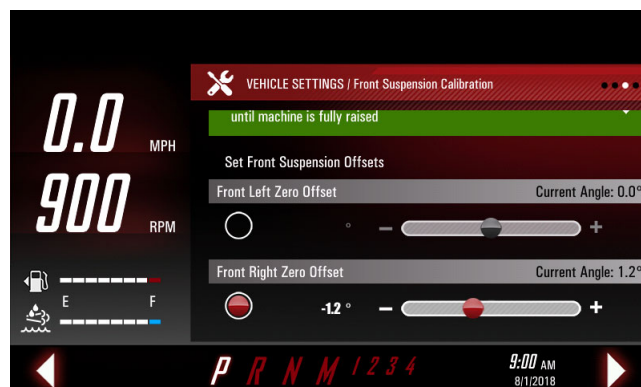 VEHICLE SETTINGS / Front Suspension Calibration
until machine is fully raised
0.0 MPH
Set Front Suspension Offsets
Front Left Zero Offset Current Angle: 0.0°
900 RPM
° − +
Front Right Zero Offset Current Angle: 1.2°
-1.2 ° − +
E F
P R N M 1 2 3 4
9:00 AM
8/1/2018